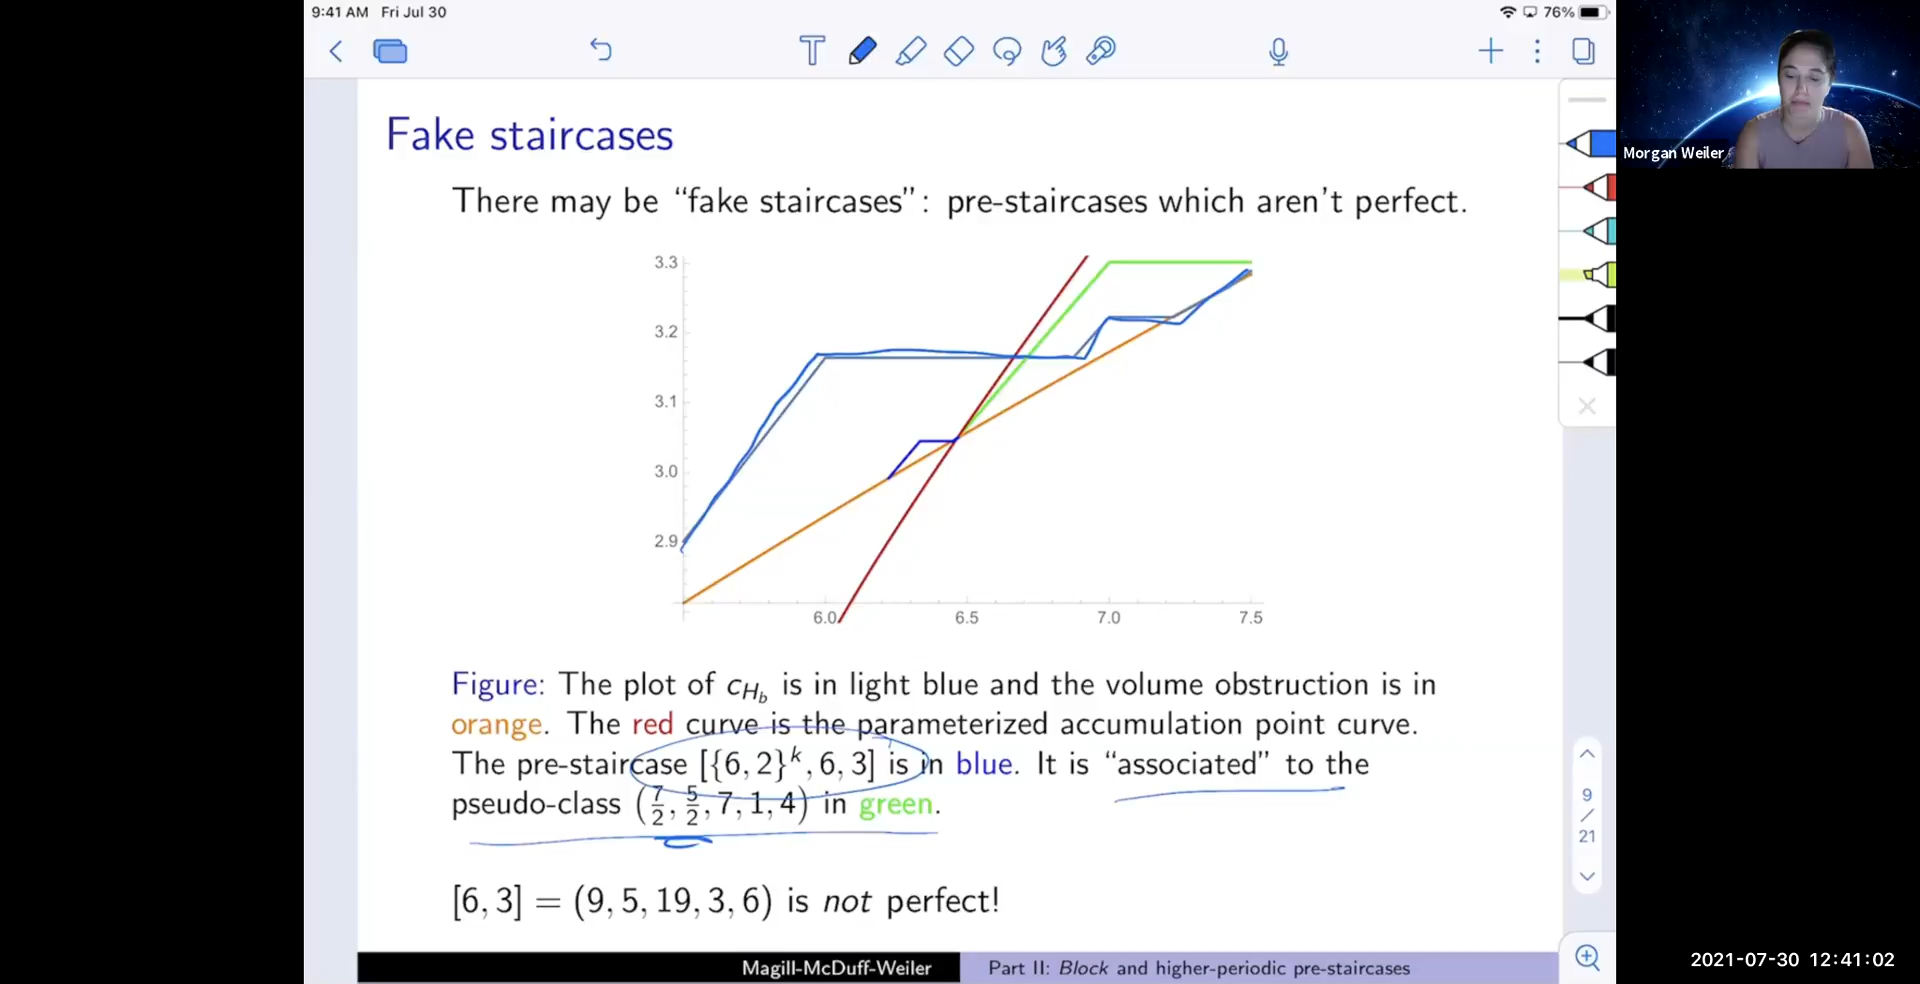 9:41 AM Fri Jul 30
76%
Morgan Weiler
Fake staircases
There may be “fake staircases”: pre-staircases which aren't perfect.
3.3
3.2
3.1
3.0
2.9
6.0
6.5
7.0
7.5
Figure: The plot of c_{H_b} is in light blue and the volume obstruction is in
orange. The red curve is the parameterized accumulation point curve.
The pre-staircase [{6, 2}^k, 6, 3] is in blue. It is “associated” to the
pseudo-class (7/2, 5/2, 7, 1, 4) in green.
[6, 3] = (9, 5, 19, 3, 6) is not perfect!
9
/
21
Magill-McDuff-Weiler
Part II: Block and higher-periodic pre-staircases
2021-07-30 12:41:02